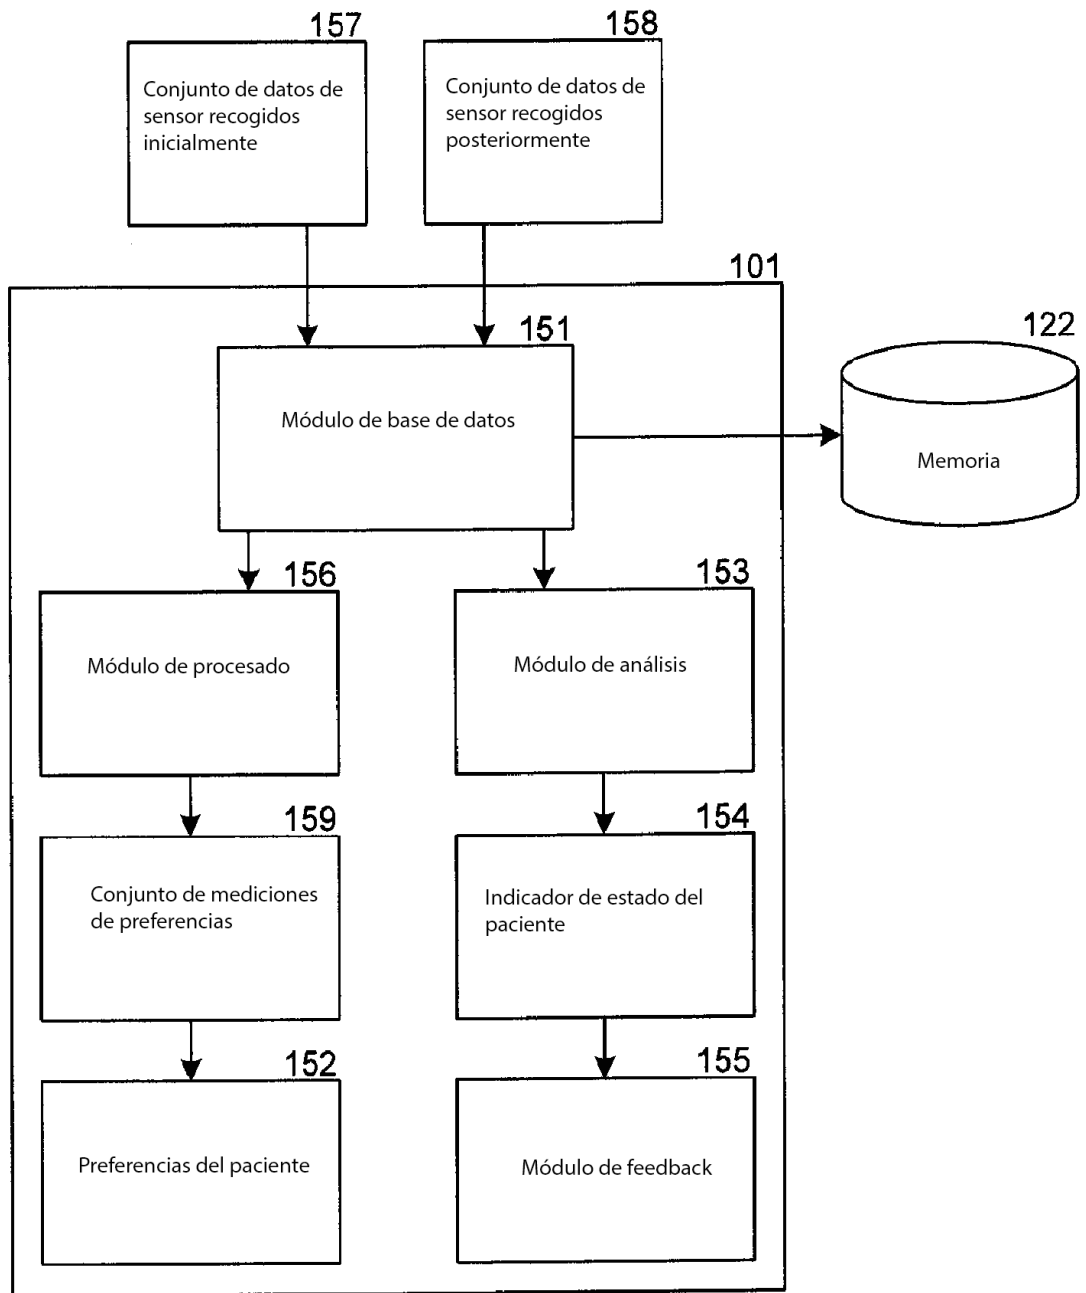 157
Conjunto de datos de
sensor recogidos
inicialmente
158
Conjunto de datos de
sensor recogidos
posteriormente
101
151
Módulo de base de datos
122
Memoria
156
Módulo de procesado
153
Módulo de análisis
159
Conjunto de mediciones
de preferencias
154
Indicador de estado del
paciente
152
Preferencias del paciente
155
Módulo de feedback